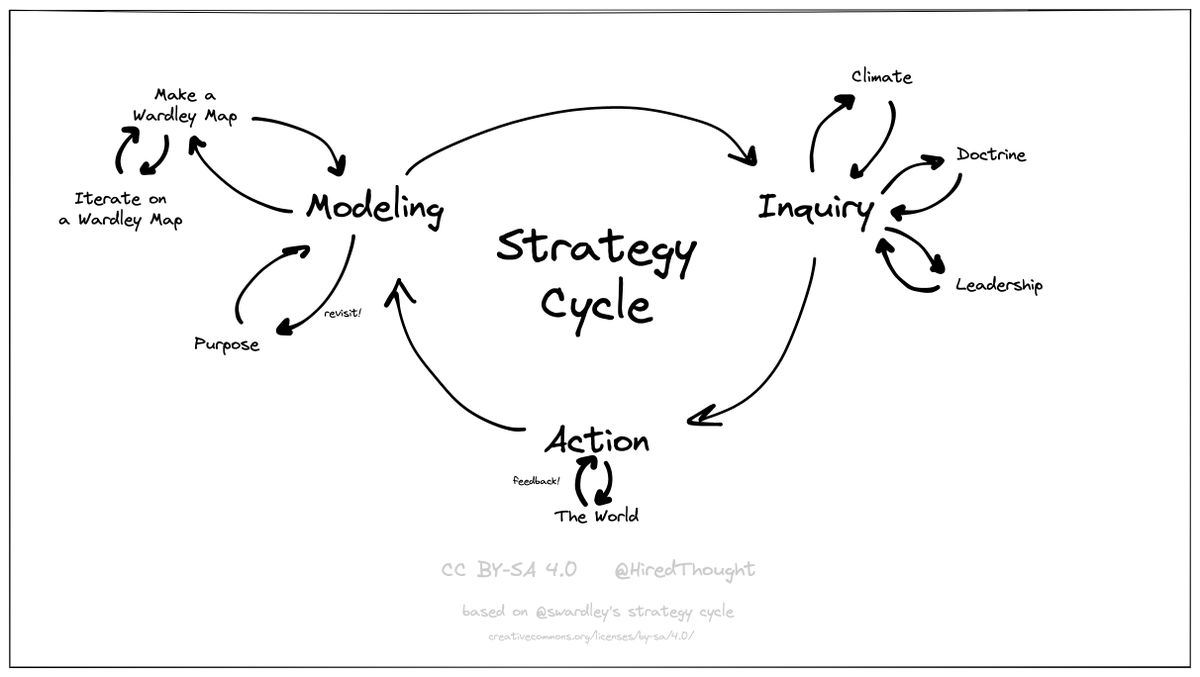 Climate
Make a
Wardley Map
Doctrine
Iterate on
a Wardley Map
Modeling
Inquiry
Strategy
Cycle
Leadership
revisit!
Purpose
Action
feedback!
The World
CC BY-SA 4.0 @HiredThought
based on @swardley's strategy cycle
creativecommons.org/licenses/by-sa/4.0/